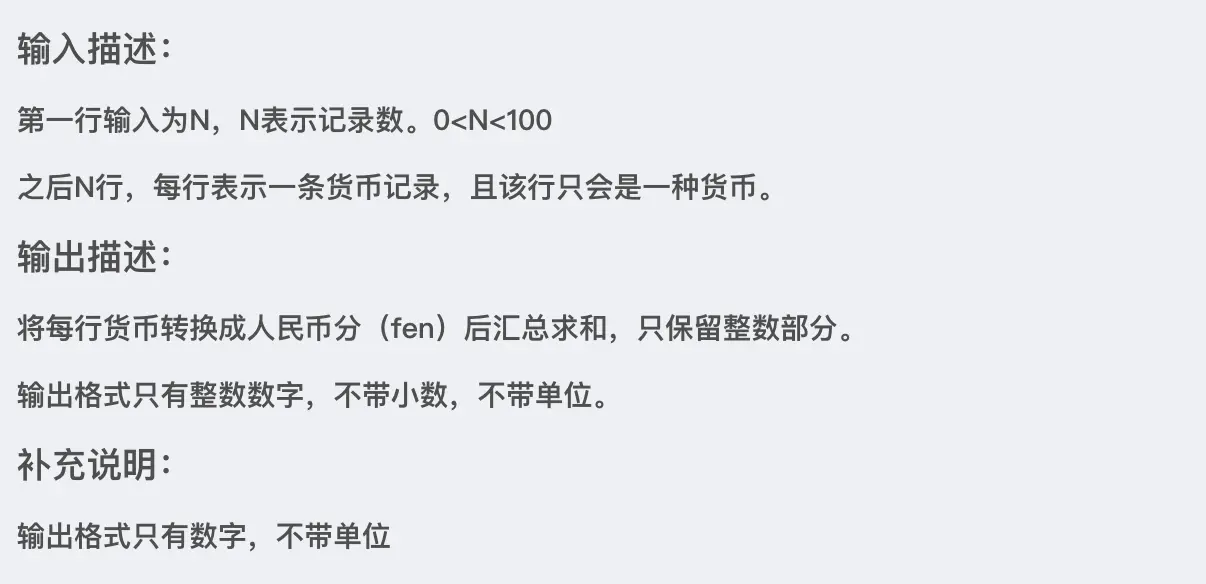 输入描述：
第一行输入为N，N表示记录数。0<N<100
之后N行，每行表示一条货币记录，且该行只会是一种货币。
输出描述：
将每行货币转换成人民币分（fen）后汇总求和，只保留整数部分。
输出格式只有整数数字，不带小数，不带单位。
补充说明：
输出格式只有数字，不带单位